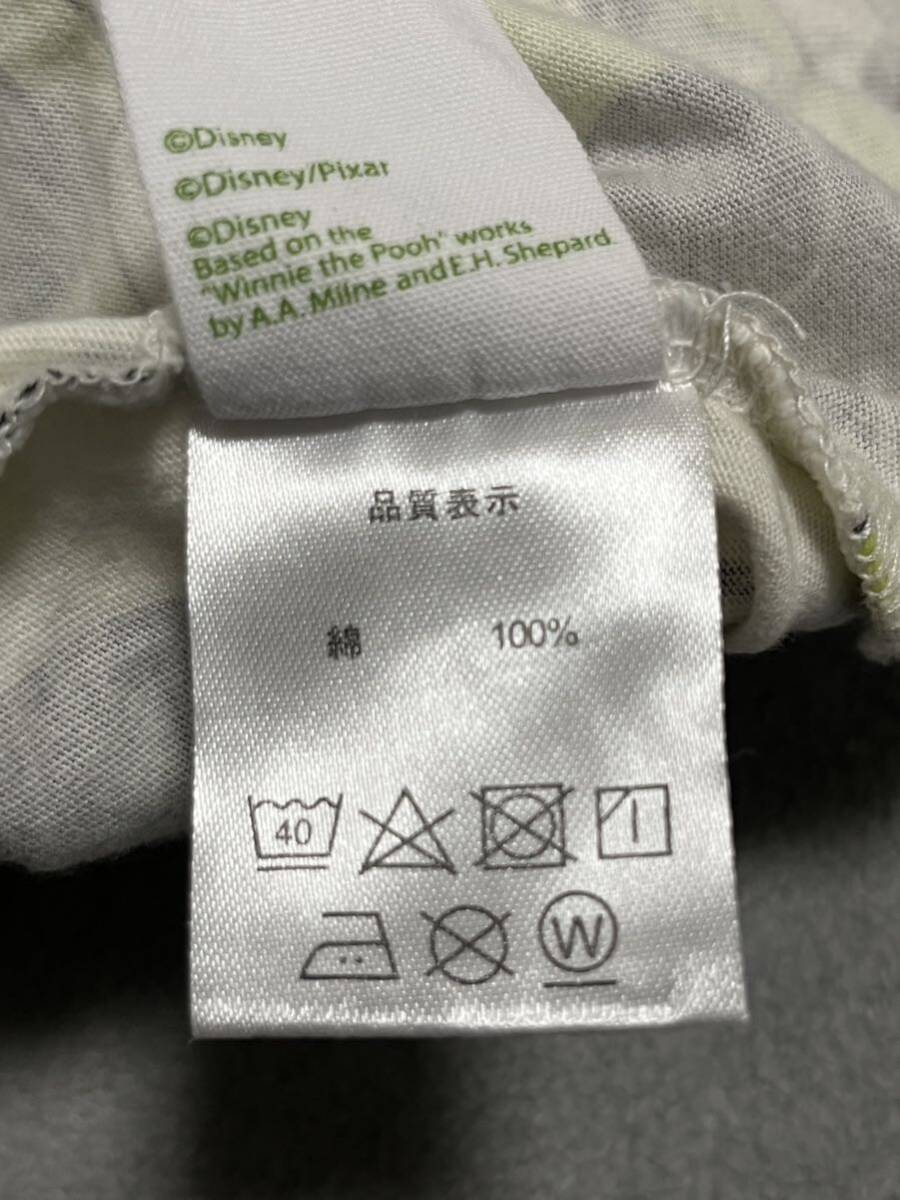 ©Disney
©Disney/Pixar
©Disney
Based on the
"Winnie the Pooh" works
by A.A. Milne and E.H. Shepard
品質表示
綿 100%
40
W